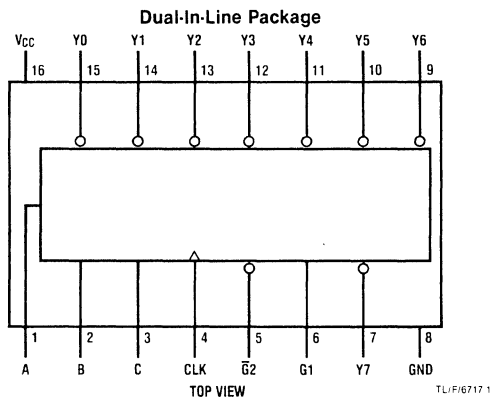 Dual-In-Line Package
VCC Y0 Y1 Y2 Y3 Y4 Y5 Y6
16 15 14 13 12 11 10 9
1 2 3 4 5 6 7 8
A B C CLK G̅2 G1 Y7 GND
TOP VIEW
TL/F/6717 1